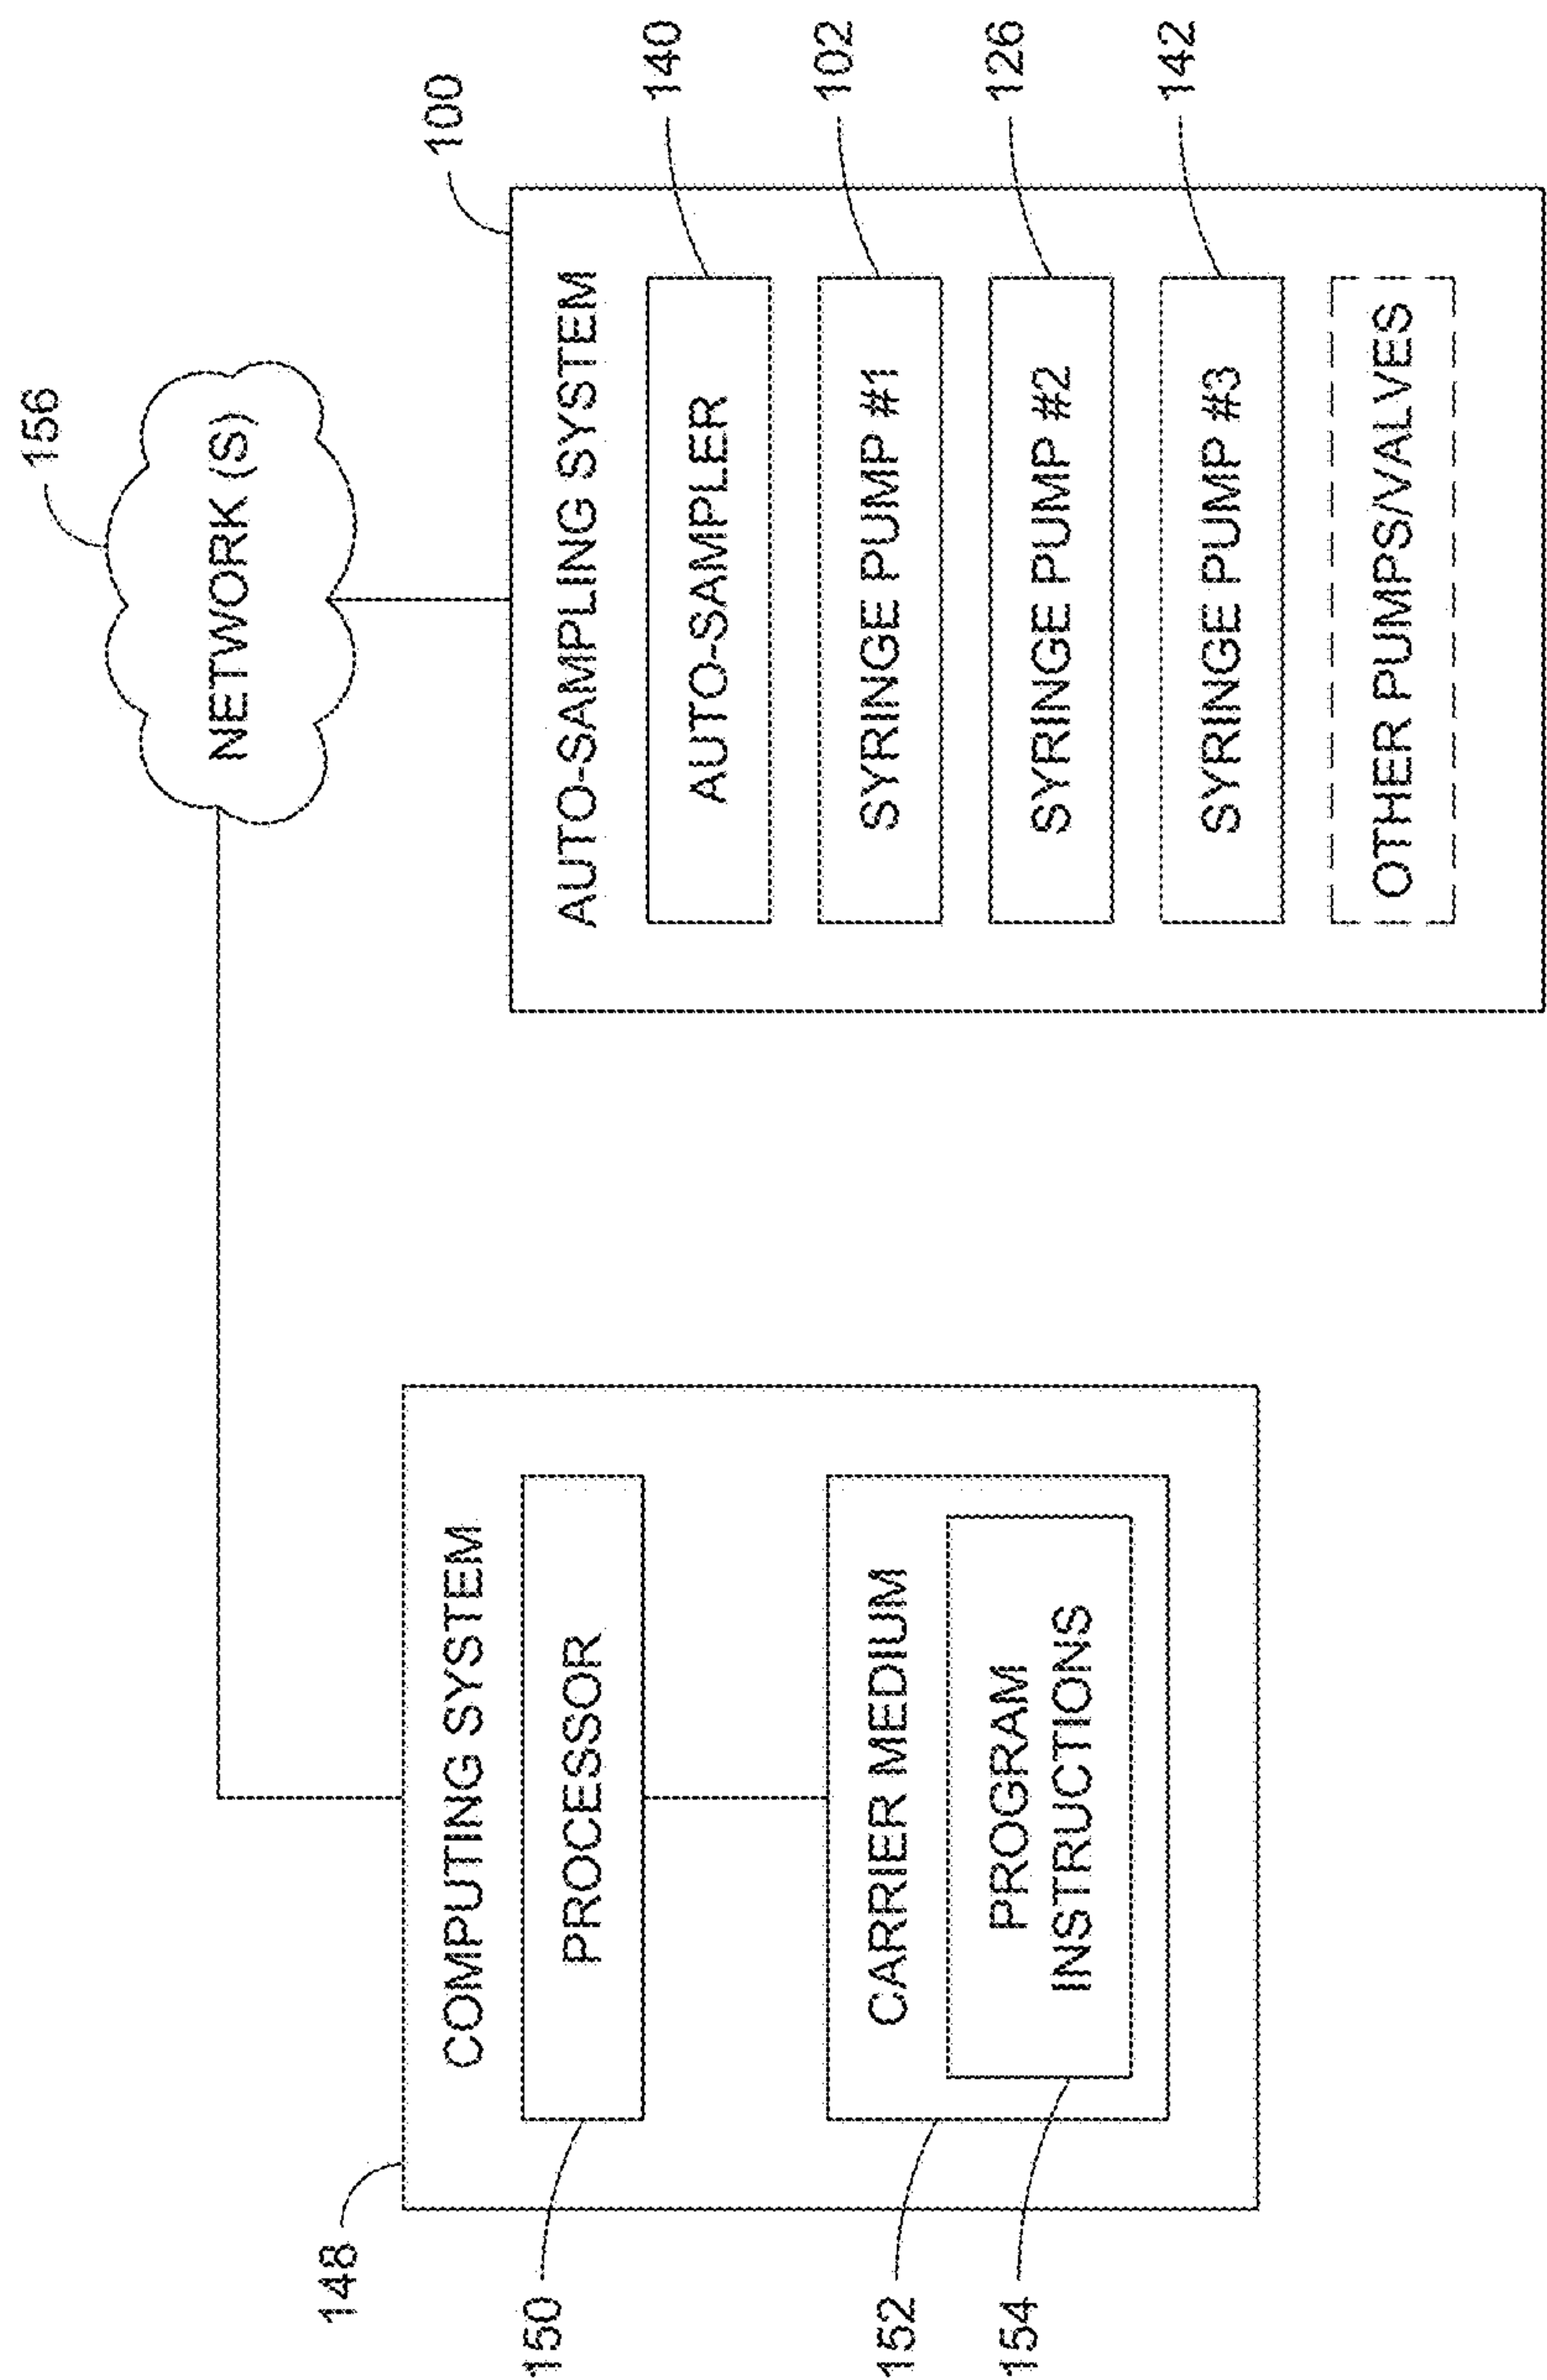 156
NETWORK (S)
148
COMPUTING SYSTEM
150
PROCESSOR
152
CARRIER MEDIUM
154
PROGRAM
INSTRUCTIONS
100
AUTO-SAMPLING SYSTEM
AUTO-SAMPLER
140
SYRINGE PUMP #1
102
SYRINGE PUMP #2
126
SYRINGE PUMP #3
142
OTHER PUMPS/VALVES